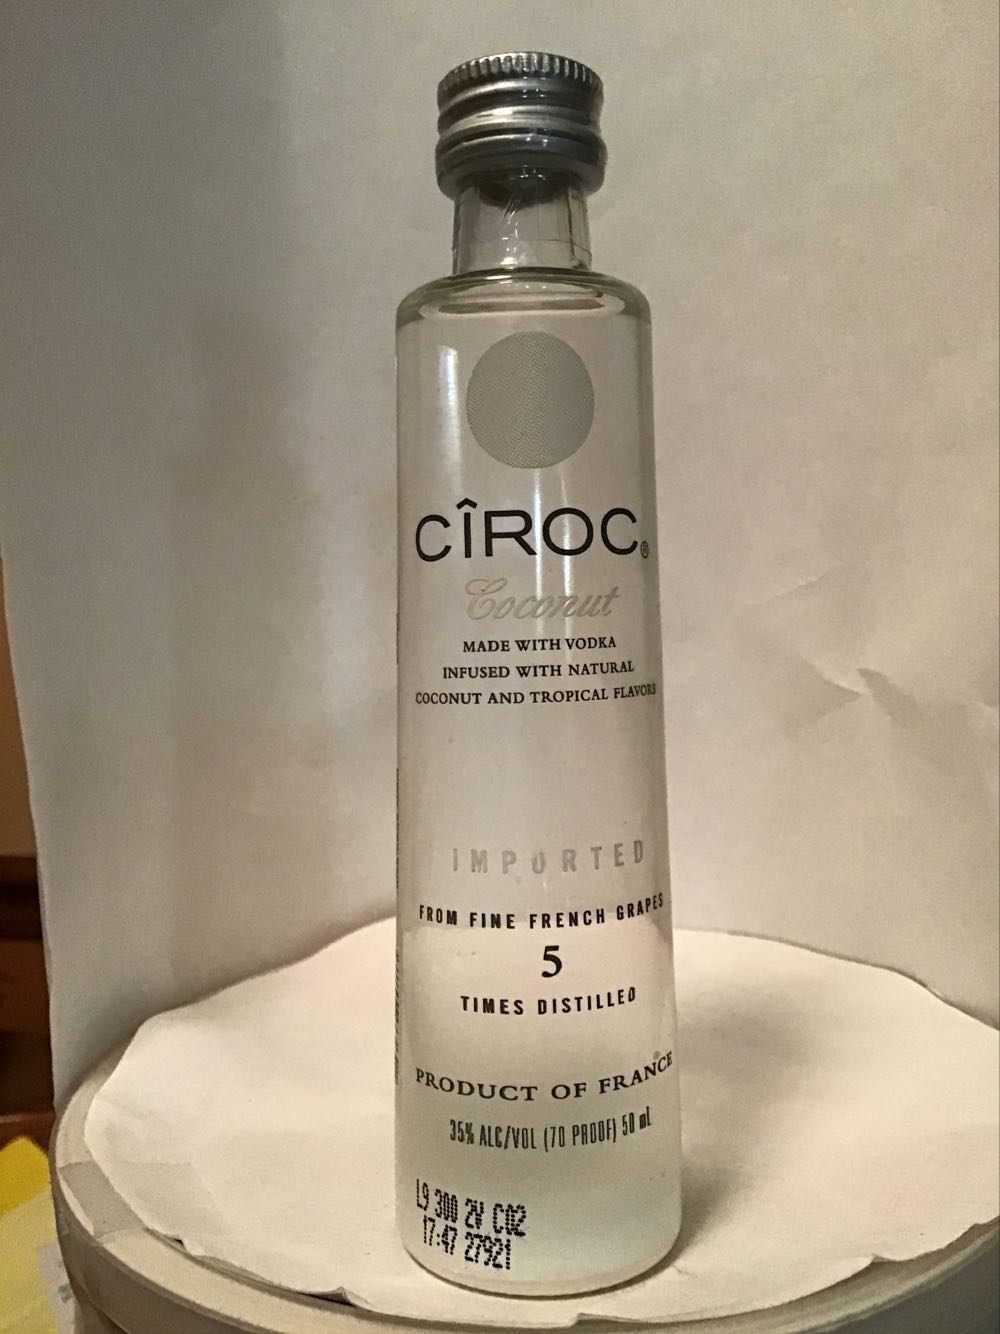 CÎROC®
Coconut
MADE WITH VODKA
INFUSED WITH NATURAL
COCONUT AND TROPICAL FLAVORS
IMPORTED
FROM FINE FRENCH GRAPES
5
TIMES DISTILLED
PRODUCT OF FRANCE
35% ALC/VOL (70 PROOF) 50 mL
L9 300 2V C02
17:47 27921